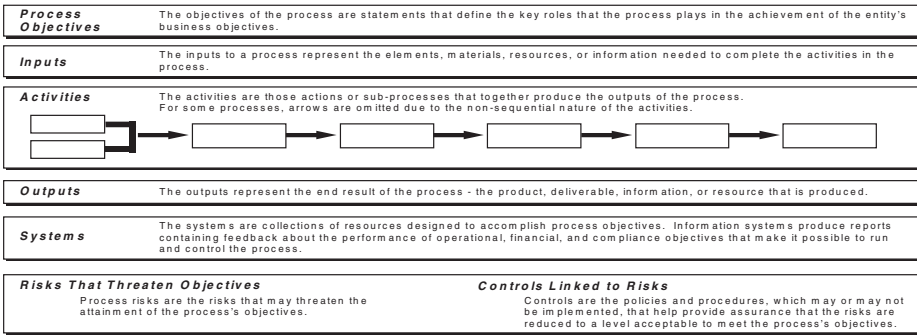 Process Objectives
The objectives of the process are statements that define the key roles that the process plays in the achievement of the entity's
business objectives.
Inputs
The inputs to a process represent the elements, materials, resources, or information needed to complete the activities in the
process.
Activities
The activities are those actions or sub-processes that together produce the outputs of the process.
For some processes, arrows are omitted due to the non-sequential nature of the activities.
Outputs
The outputs represent the end result of the process - the product, deliverable, information, or resource that is produced.
Systems
The systems are collections of resources designed to accomplish process objectives. Information systems produce reports
containing feedback about the performance of operational, financial, and compliance objectives that make it possible to run
and control the process.
Risks That Threaten Objectives
Process risks are the risks that may threaten the
attainment of the process's objectives.
Controls Linked to Risks
Controls are the policies and procedures, which may or may not
be implemented, that help provide assurance that the risks are
reduced to a level acceptable to meet the process's objectives.